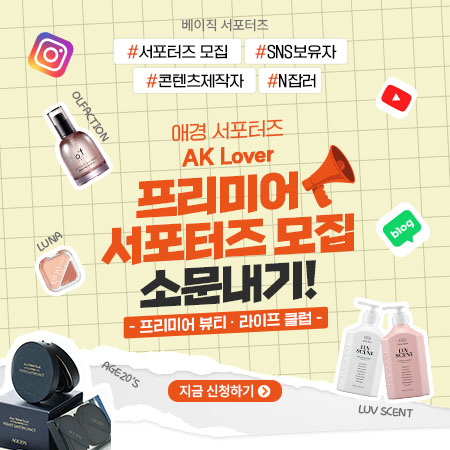 베이직 서포터즈
#서포터즈 모집
#SNS보유자
#콘텐츠제작자
#N잡러
OLFACTION
애경 서포터즈
AK Lover
프리미어
서포터즈 모집
소문내기!
- 프리미어 뷰티 · 라이프 클럽 -
LUNA
blog
AGE20'S
지금 신청하기
LUV SCENT
AGE20'S